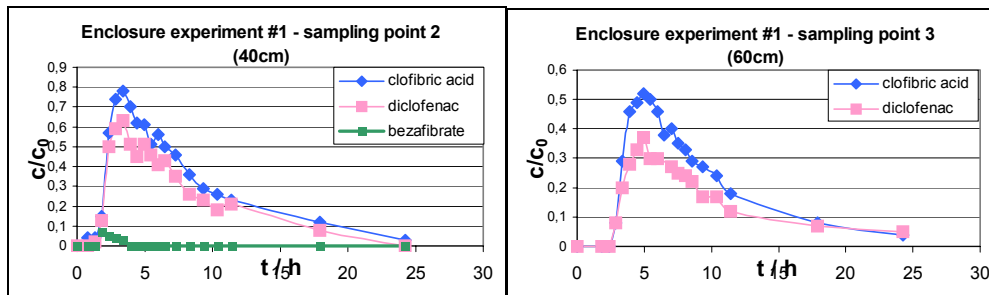 Enclosure experiment #1 - sampling point 2
(40cm)
0,9
0,8
0,7
0,6
0,5
0,4
0,3
0,2
0,1
0
c/c0
clofibric acid
diclofenac
bezafibrate
0 5 10 15 20 25 30
t / h
Enclosure experiment #1 - sampling point 3
(60cm)
0,6
0,5
0,4
0,3
0,2
0,1
0
c/c0
clofibric acid
diclofenac
0 5 10 15 20 25 30
t / h